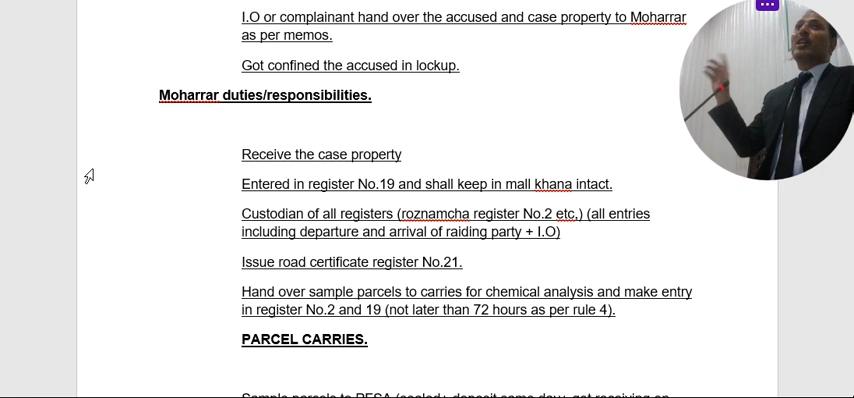 I.O or complainant hand over the accused and case property to Moharrar
as per memos.
Got confined the accused in lockup.
Moharrar duties/responsibilities.
Receive the case property
Entered in register No.19 and shall keep in mall khana intact.
Custodian of all registers (roznamcha register No.2 etc,) (all entries
including departure and arrival of raiding party + I.O)
Issue road certificate register No.21.
Hand over sample parcels to carries for chemical analysis and make entry
in register No.2 and 19 (not later than 72 hours as per rule 4).
PARCEL CARRIES.